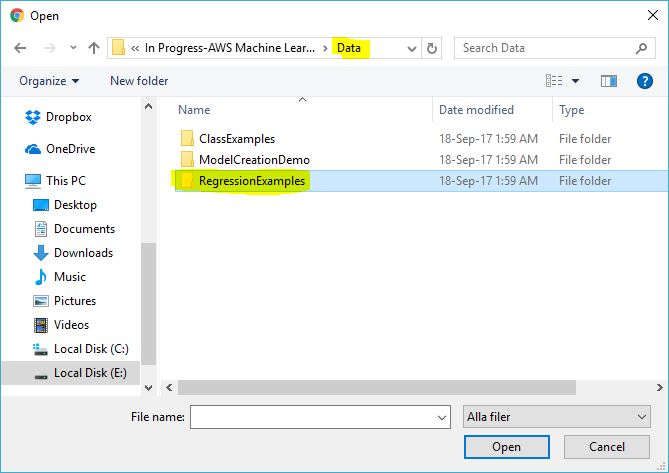 Open
« In Progress-AWS Machine Lear... > Data
Search Data
Organize
New folder
Name
Date modified
Type
Dropbox
OneDrive
This PC
Desktop
Documents
Downloads
Music
Pictures
Videos
Local Disk (C:)
Local Disk (E:)
ClassExamples 18-Sep-17 1:59 AM File folder
ModelCreationDemo 18-Sep-17 1:59 AM File folder
RegressionExamples 18-Sep-17 1:59 AM File folder
File name:
Alla filer
Open
Cancel